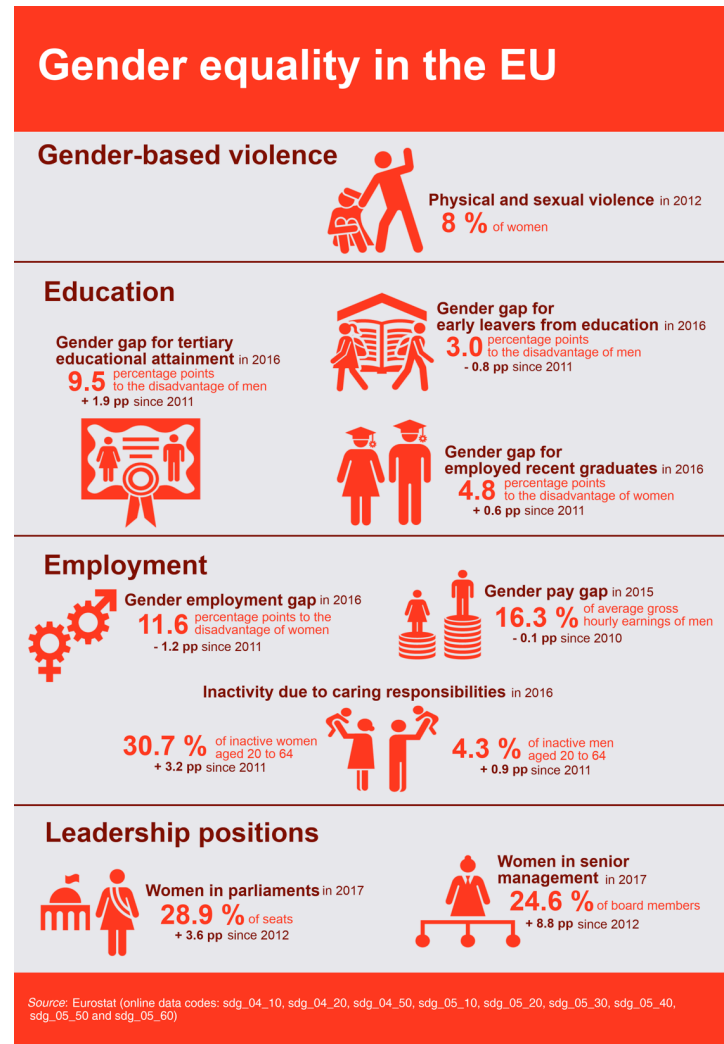 Gender equality in the EU
Gender-based violence
Physical and sexual violence in 2012
8 % of women
Education
Gender gap for tertiary
educational attainment in 2016
9.5 percentage points
to the disadvantage of men
+ 1.9 pp since 2011
Gender gap for
early leavers from education in 2016
3.0 percentage points
to the disadvantage of men
- 0.8 pp since 2011
Gender gap for
employed recent graduates in 2016
4.8 percentage points
to the disadvantage of women
+ 0.6 pp since 2011
Employment
Gender employment gap in 2016
11.6 percentage points to the
disadvantage of women
- 1.2 pp since 2011
Gender pay gap in 2015
16.3 % of average gross
hourly earnings of men
- 0.1 pp since 2010
Inactivity due to caring responsibilities in 2016
30.7 % of inactive women
aged 20 to 64
+ 3.2 pp since 2011
4.3 % of inactive men
aged 20 to 64
+ 0.9 pp since 2011
Leadership positions
Women in parliaments in 2017
28.9 % of seats
+ 3.6 pp since 2012
Women in senior
management in 2017
24.6 % of board members
+ 8.8 pp since 2012
Source: Eurostat (online data codes: sdg_04_10, sdg_04_20, sdg_04_50, sdg_05_10, sdg_05_20, sdg_05_30, sdg_05_40,
sdg_05_50 and sdg_05_60)